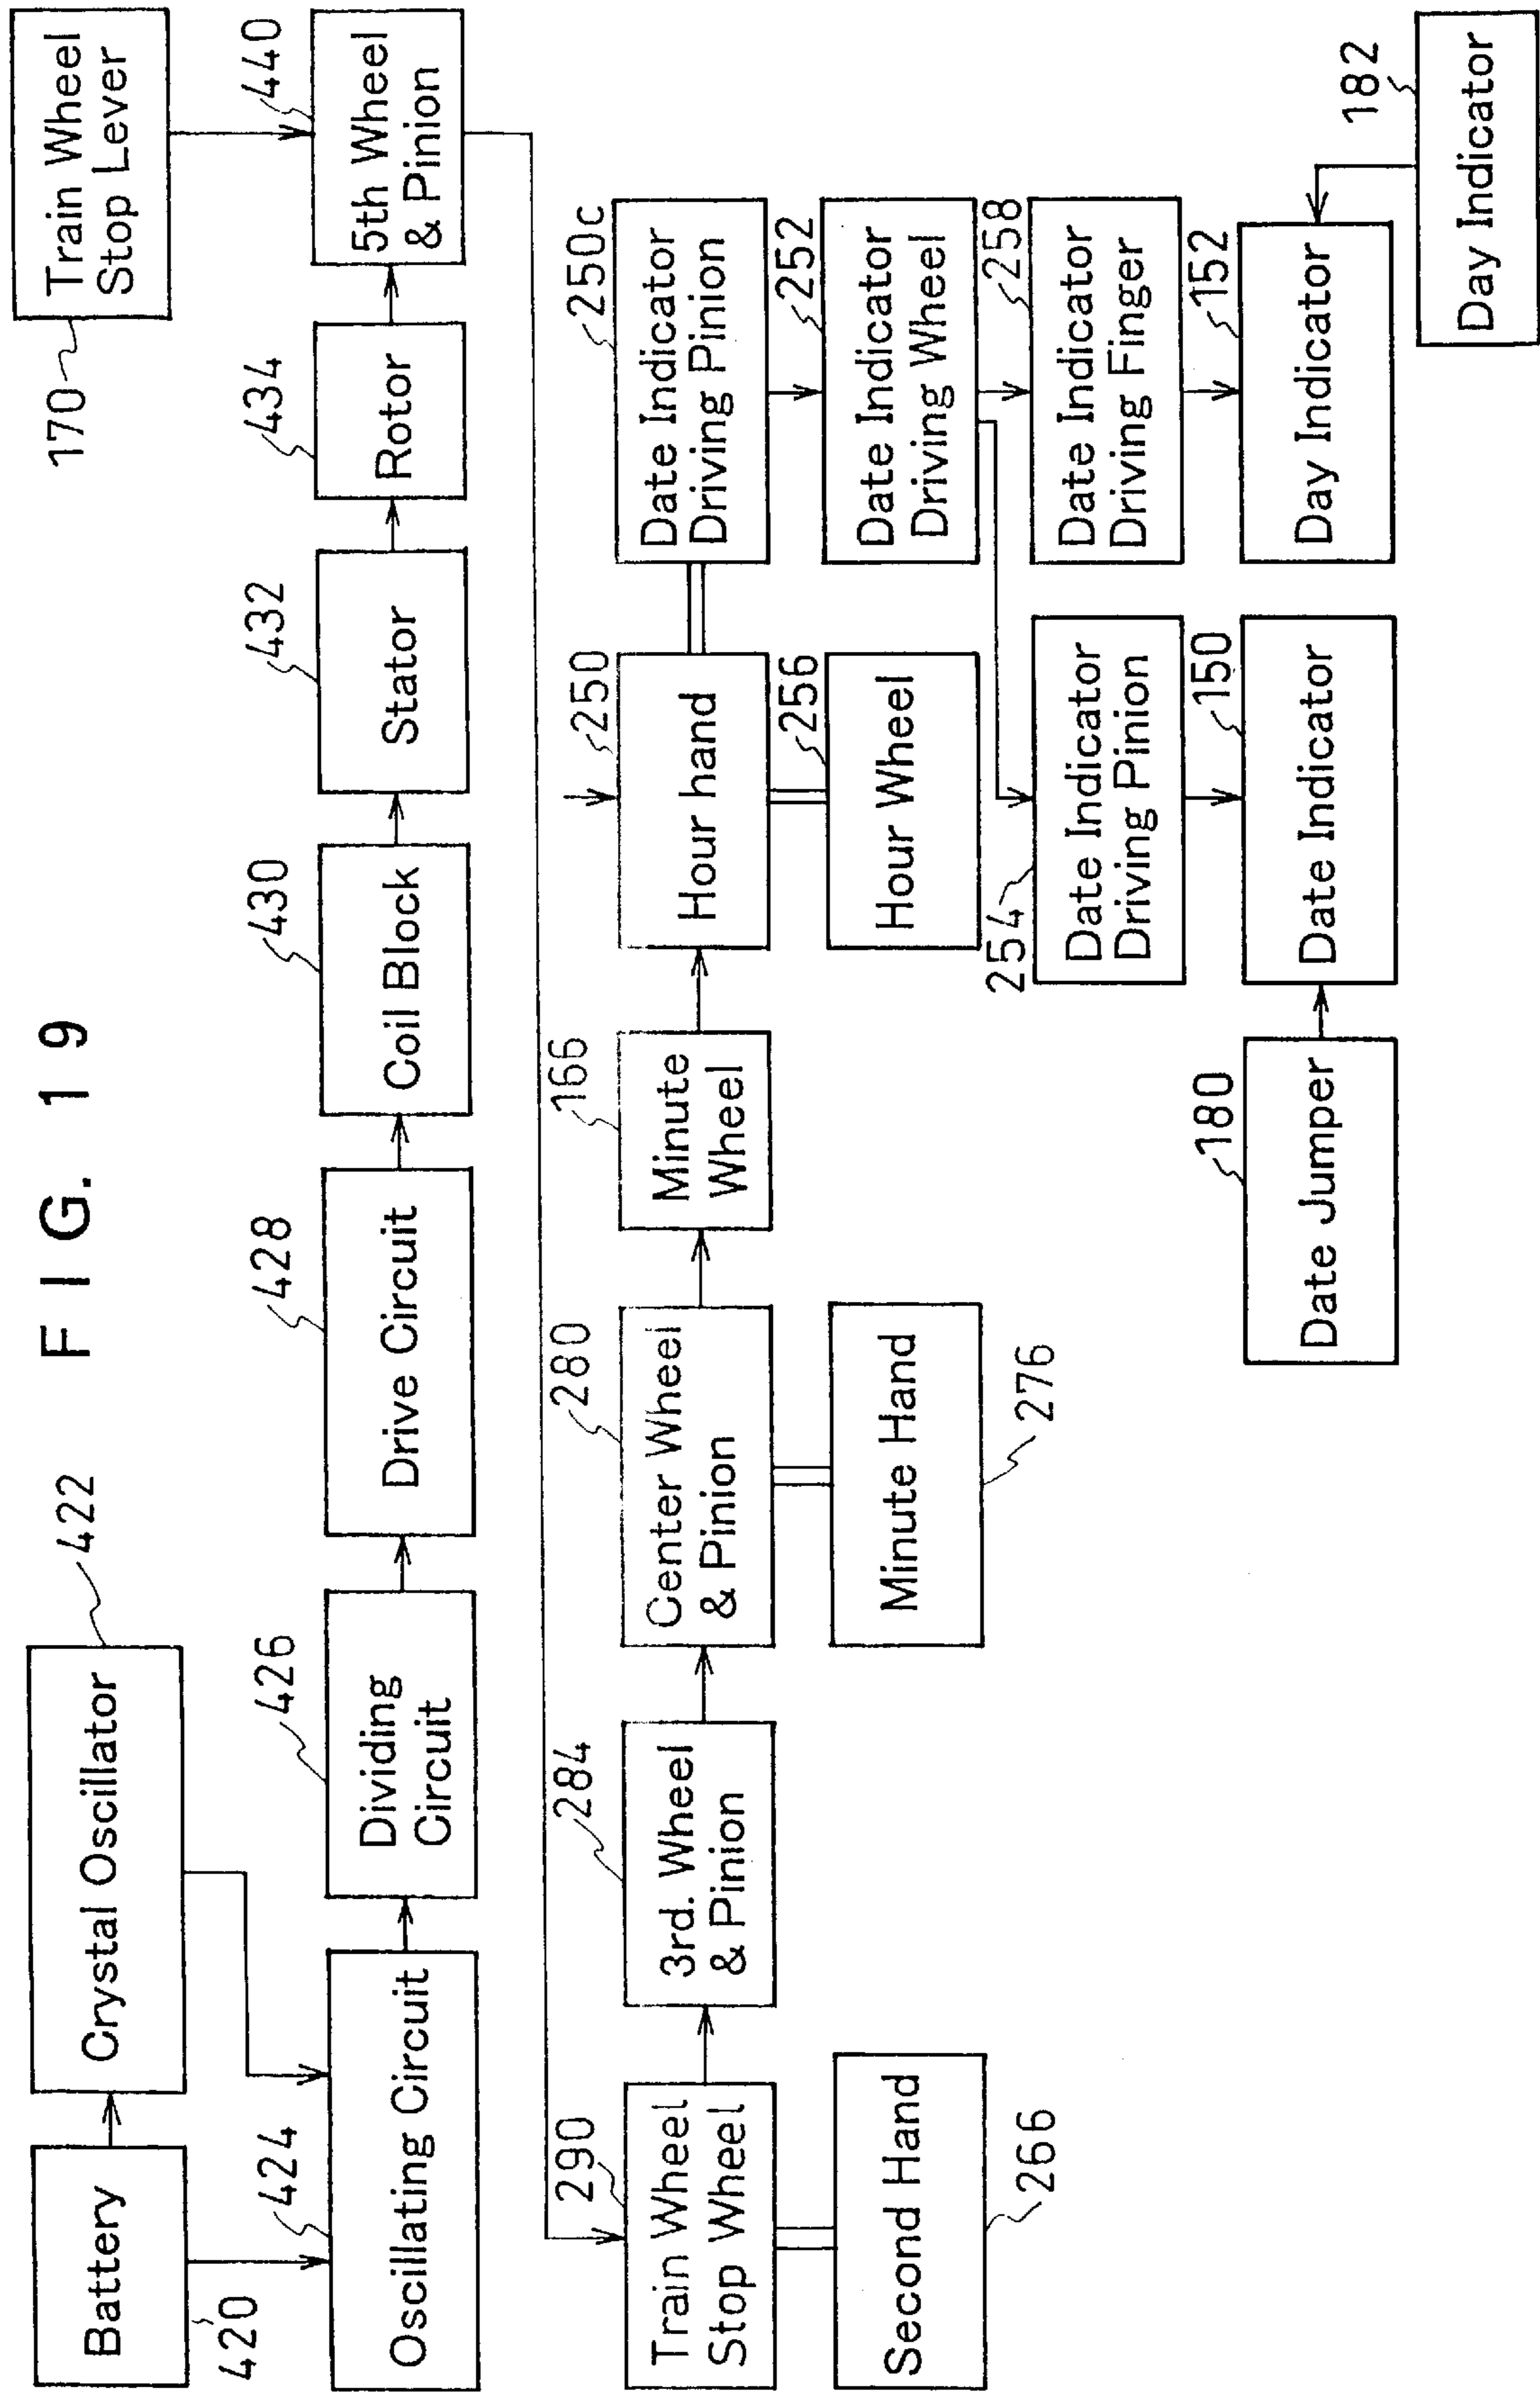 FIG. 19
Battery
420
Crystal Oscillator
422
Oscillating Circuit
424
Dividing
Circuit
426
Drive Circuit
428
Coil Block
430
Stator
432
Rotor
434
Train Wheel
Stop Lever
170
5th Wheel
& Pinion
440
Train Wheel
Stop Wheel
290
Second Hand
266
3rd. Wheel
& Pinion
284
Center Wheel
& Pinion
280
Minute Hand
276
Minute
Wheel
166
Hour hand
250
Hour Wheel
256
Date Indicator
Driving Pinion
250c
Date Indicator
Driving Wheel
252
Date Indicator
Driving Pinion
254
Date Indicator
Driving Finger
258
Date Jumper
180
Date Indicator
150
Day Indicator
152
Day Indicator
182